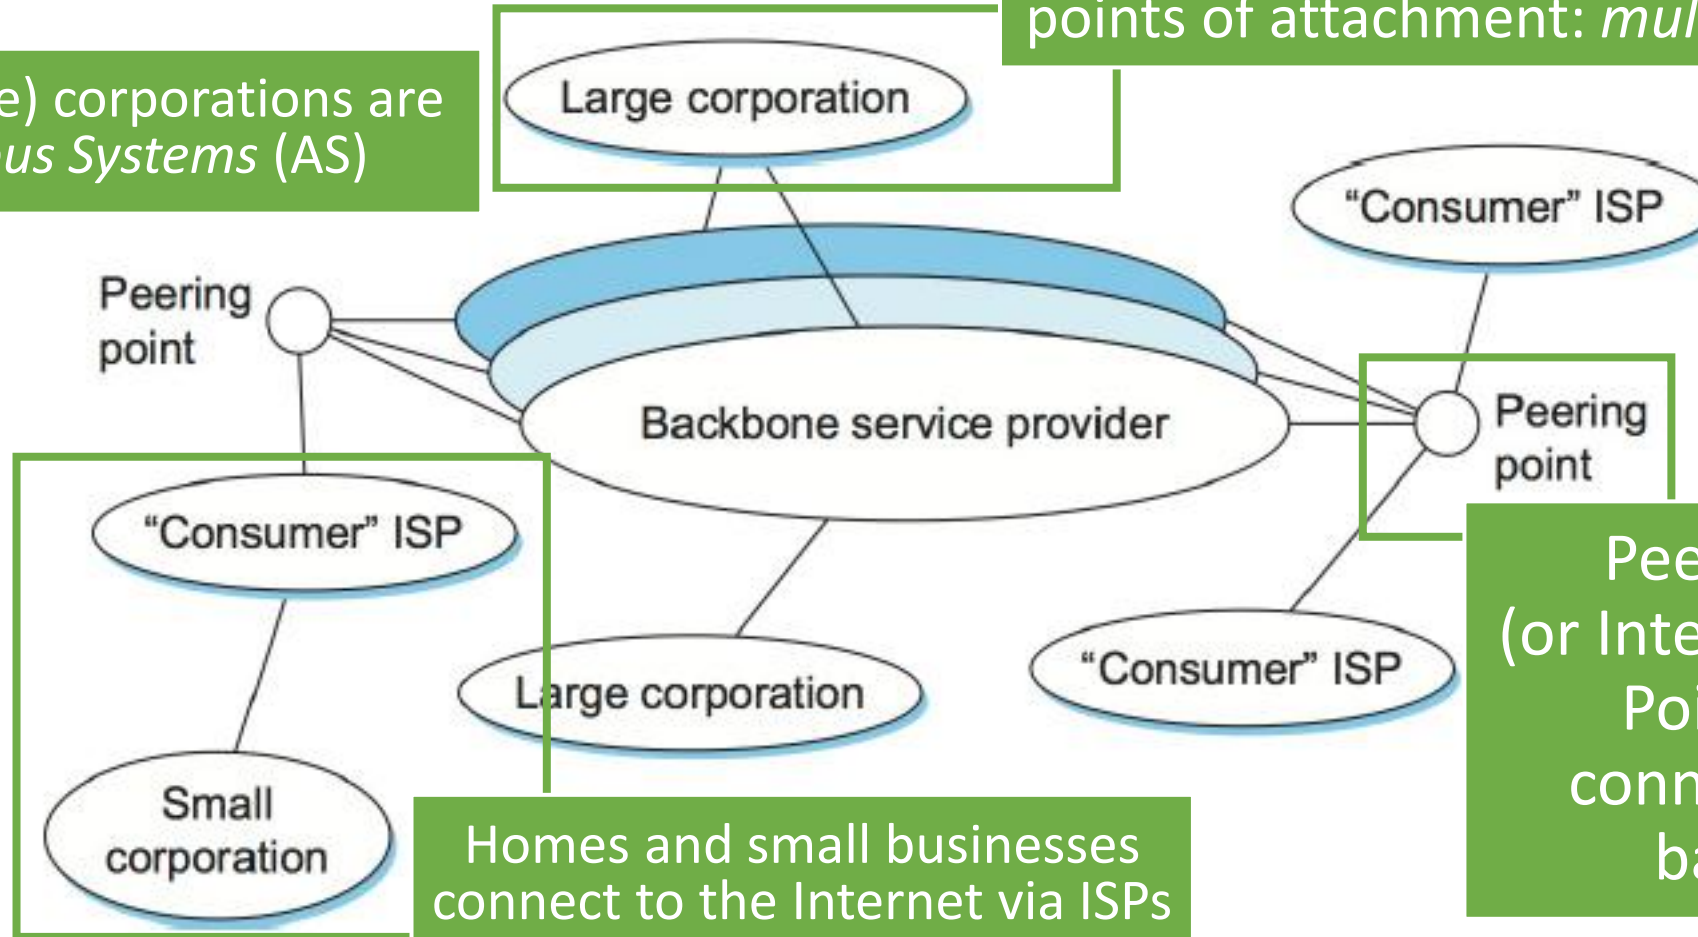 points of attachment: mul
e) corporations are
ous Systems (AS)
Large corporation
“Consumer” ISP
Peering
point
Backbone service provider
Peering
point
“Consumer” ISP
Large corporation
“Consumer” ISP
Small
corporation
Homes and small businesses
connect to the Internet via ISPs
Pee
(or Inte
Poi
conn
ba